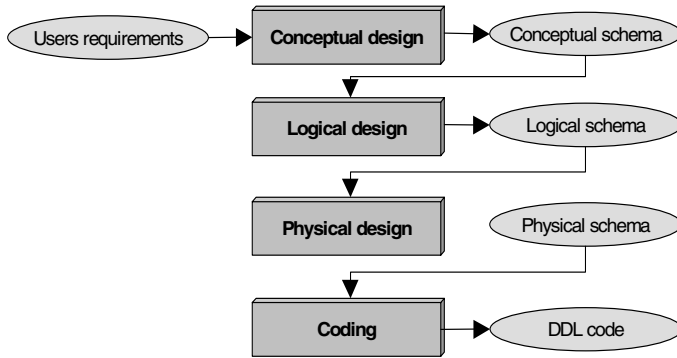 Users requirements
Conceptual design
Conceptual schema
Logical design
Logical schema
Physical design
Physical schema
Coding
DDL code